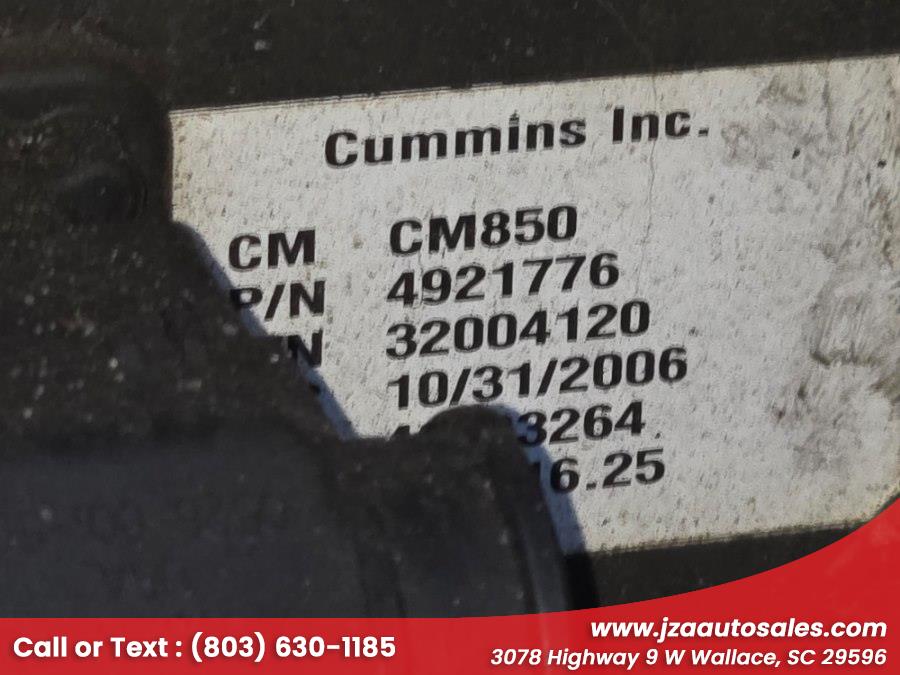 Cummins Inc.
CM CM850
P/N 4921776
32004120
10/31/2006
3264
6.25
Call or Text : (803) 630-1185
www.jzaautosales.com
3078 Highway 9 W Wallace, SC 29596